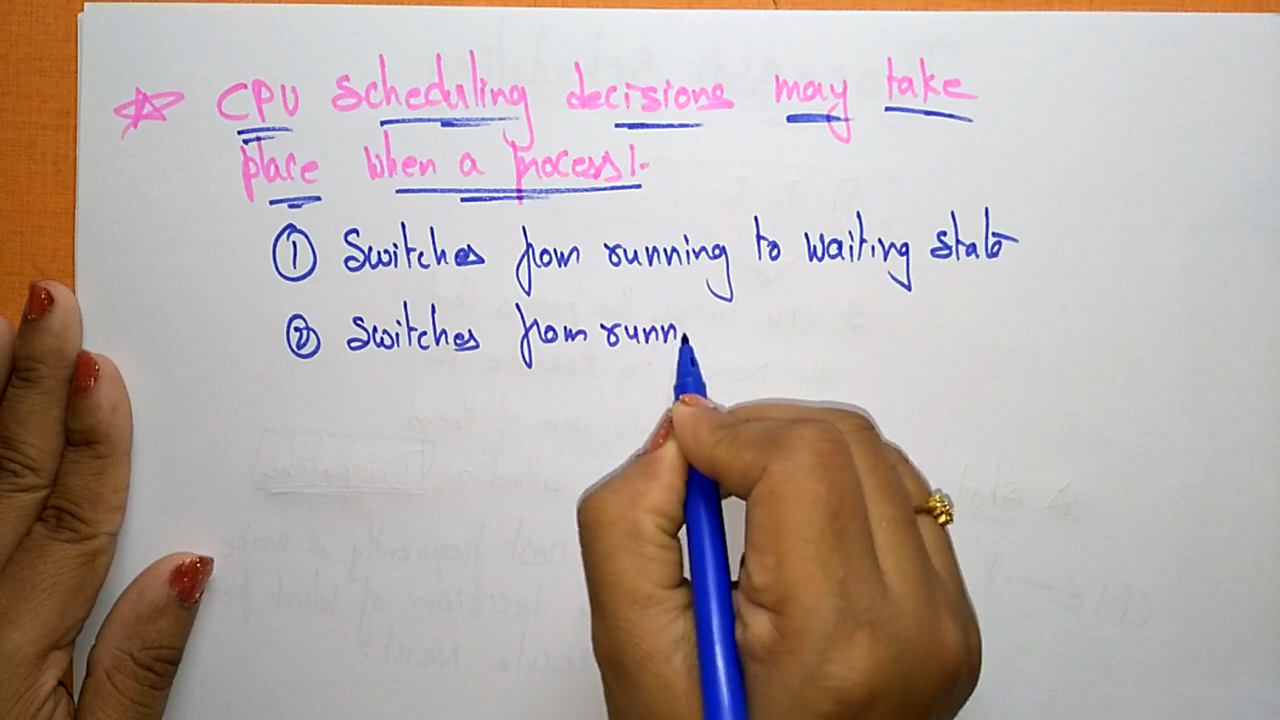 ☆ CPU scheduling decisions may take
place when a process:-
① Switches from running to waiting state
② Switches from runn